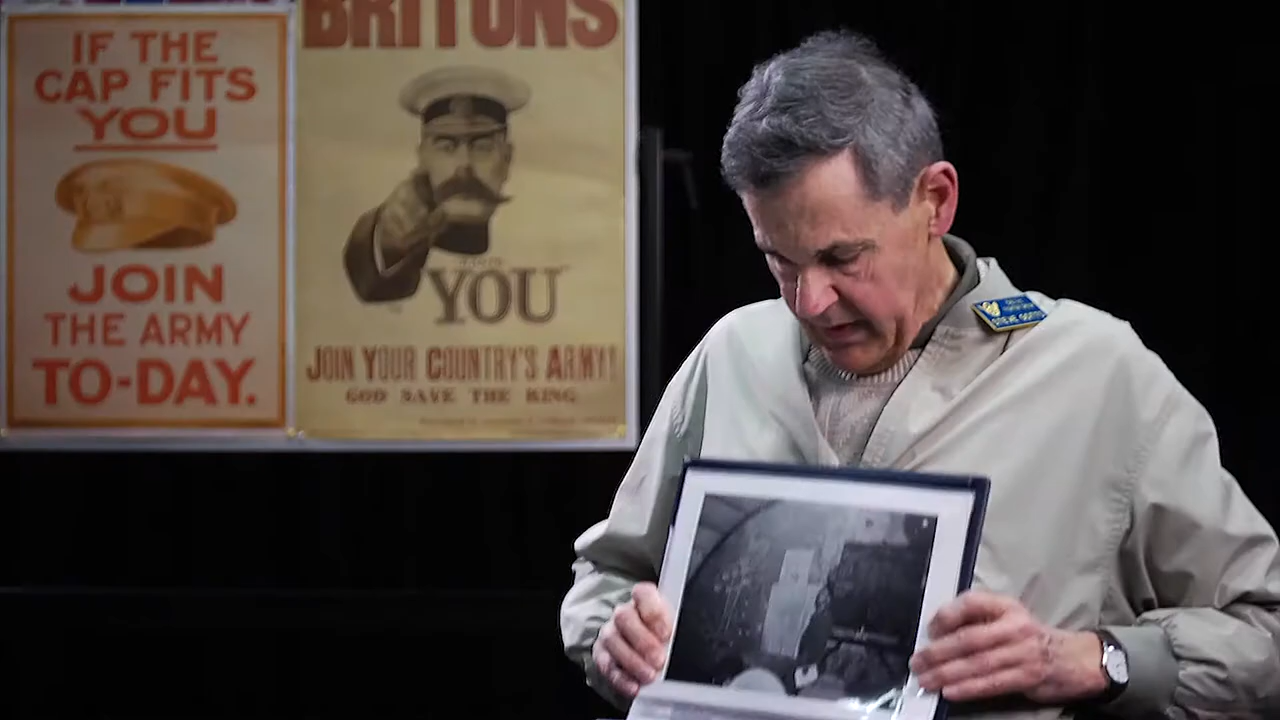 IF THE
CAP FITS
YOU
JOIN
THE ARMY
TO-DAY.
BRITONS
YOU
JOIN YOUR COUNTRY'S ARMY!
GOD SAVE THE KING
STEVE